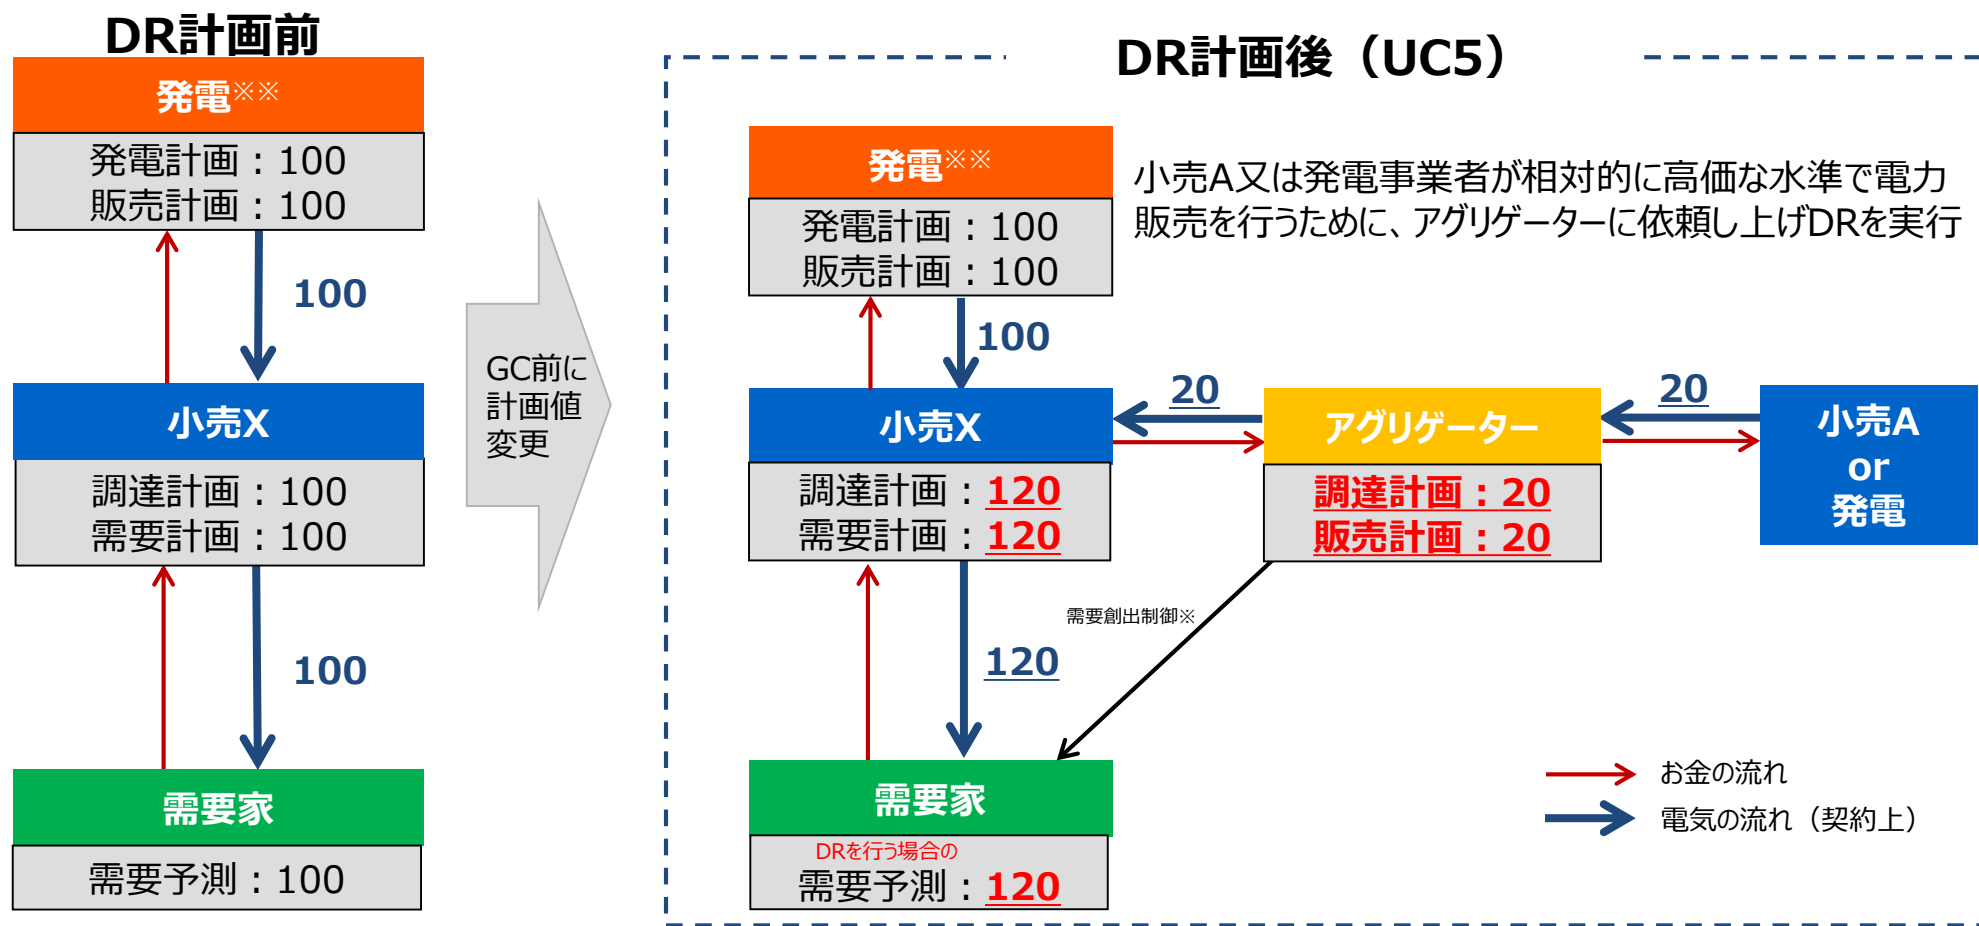 DR計画前
発電※※
発電計画：100
販売計画：100
100
小売X
調達計画：100
需要計画：100
100
需要家
需要予測：100
GC前に
計画値
変更
DR計画後（UC5）
小売A又は発電事業者が相対的に高価な水準で電力
販売を行うために、アグリゲーターに依頼し上げDRを実行
発電※※
発電計画：100
販売計画：100
100
小売X
調達計画：120
需要計画：120
20
アグリゲーター
調達計画：20
販売計画：20
20
小売A
or
発電
需要創出制御※
120
需要家
DRを行う場合の
需要予測：120
お金の流れ
電気の流れ（契約上）